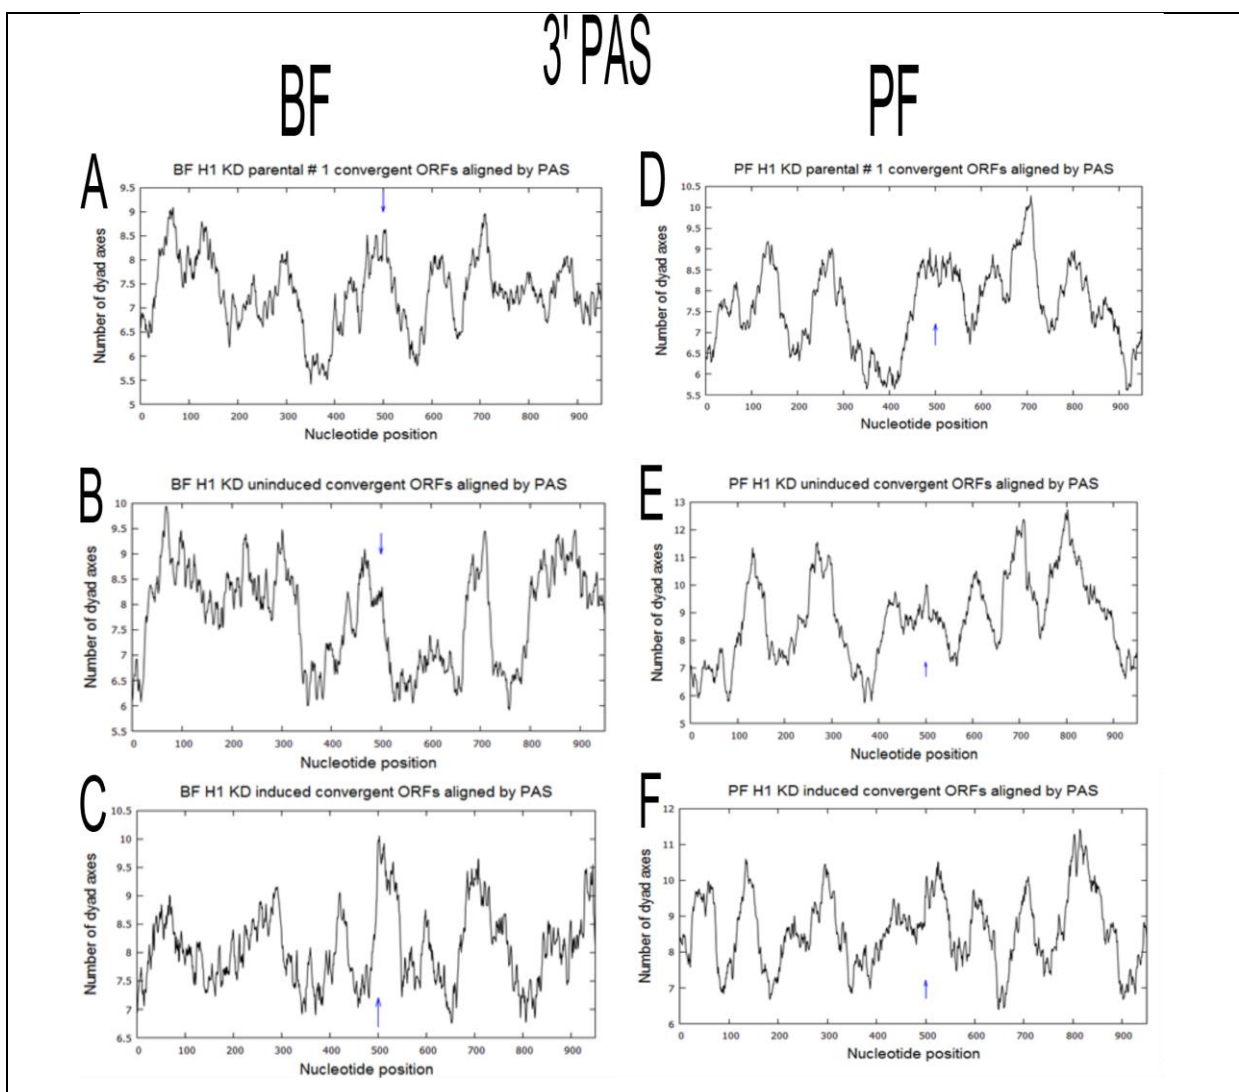 3' PAS
BF
PF
A
BF H1 KD parental # 1 convergent ORFs aligned by PAS
Number of dyad axes
9.5
9
8.5
8
7.5
7
6.5
6
5.5
5
0 100 200 300 400 500 600 700 800 900
Nucleotide position
D
PF H1 KD parental # 1 convergent ORFs aligned by PAS
Number of dyad axes
10.5
10
9.5
9
8.5
8
7.5
7
6.5
6
5.5
0 100 200 300 400 500 600 700 800 900
Nucleotide position
B
BF H1 KD uninduced convergent ORFs aligned by PAS
Number of dyad axes
10
9.5
9
8.5
8
7.5
7
6.5
6
5.5
0 100 200 300 400 500 600 700 800 900
Nucleotide position
E
PF H1 KD uninduced convergent ORFs aligned by PAS
Number of dyad axes
13
12
11
10
9
8
7
6
5
0 100 200 300 400 500 600 700 800 900
Nucleotide position
C
BF H1 KD induced convergent ORFs aligned by PAS
Number of dyad axes
10.5
10
9.5
9
8.5
8
7.5
7
6.5
0 100 200 300 400 500 600 700 800 900
Nucleotide position
F
PF H1 KD induced convergent ORFs aligned by PAS
Number of dyad axes
12
11
10
9
8
7
6
0 100 200 300 400 500 600 700 800 900
Nucleotide position